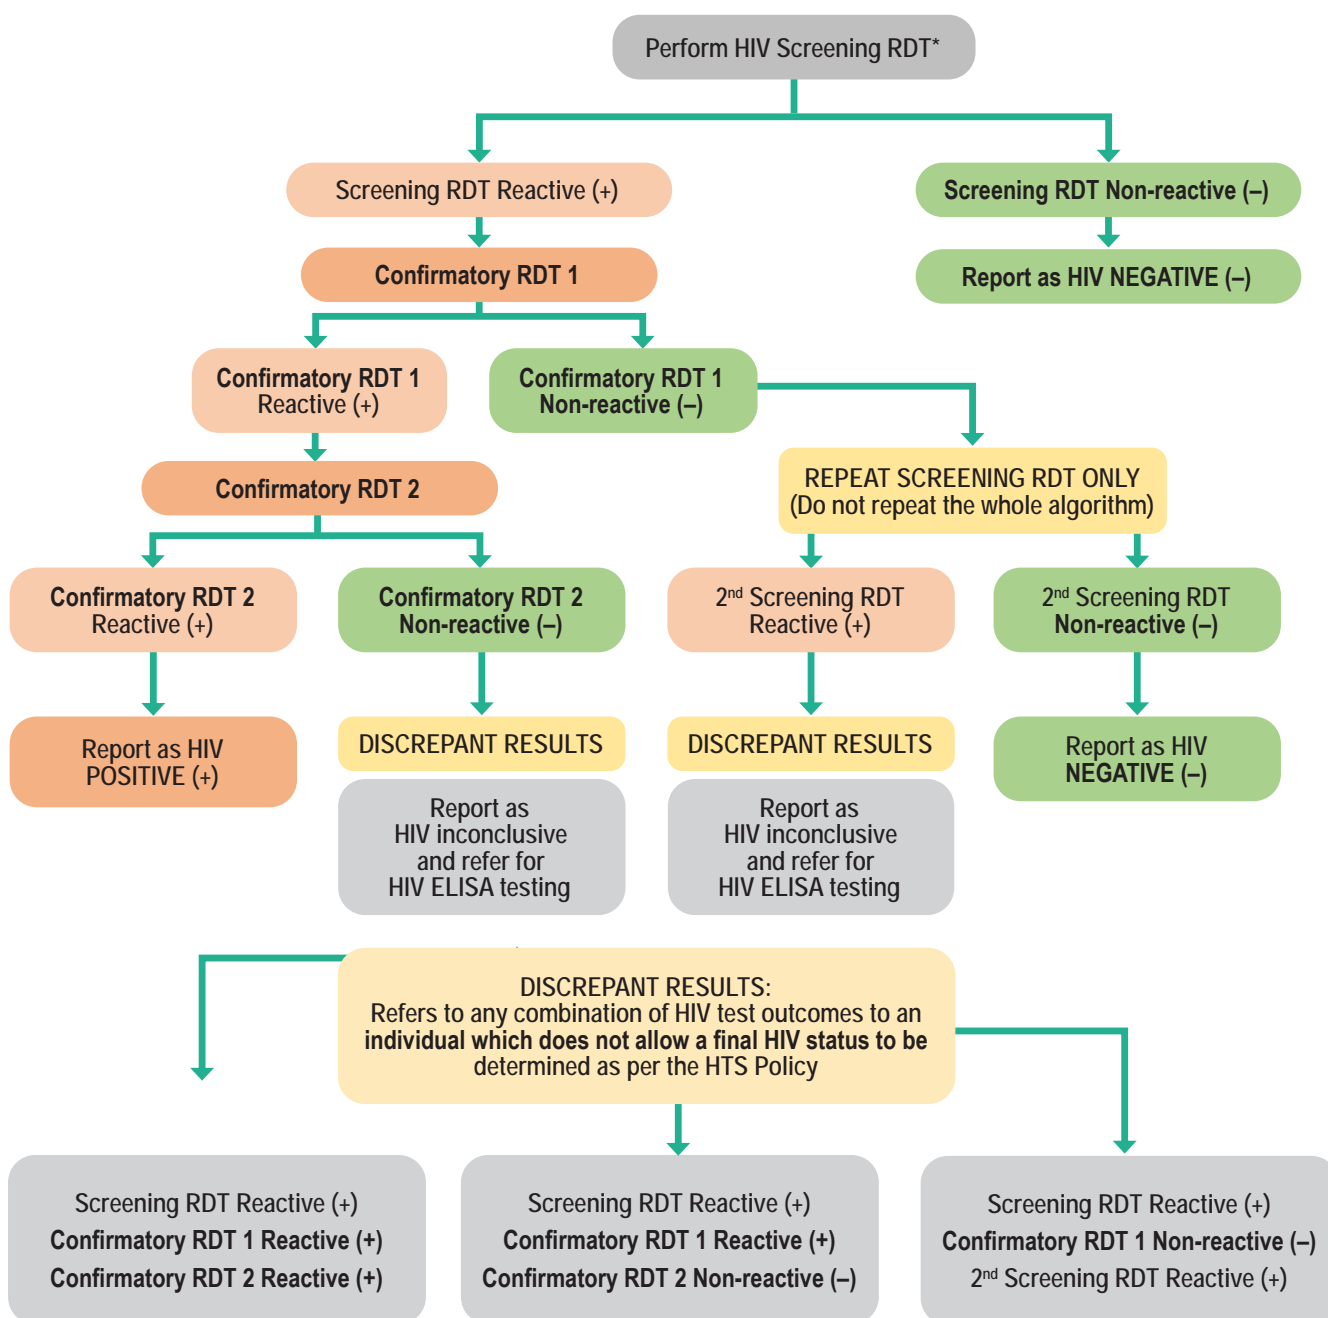 Perform HIV Screening RDT*
Screening RDT Reactive (+)
Screening RDT Non-reactive (–)
Confirmatory RDT 1
Report as HIV NEGATIVE (–)
Confirmatory RDT 1
Reactive (+)
Confirmatory RDT 1
Non-reactive (–)
Confirmatory RDT 2
REPEAT SCREENING RDT ONLY
(Do not repeat the whole algorithm)
Confirmatory RDT 2
Reactive (+)
Confirmatory RDT 2
Non-reactive (–)
2nd Screening RDT
Reactive (+)
2nd Screening RDT
Non-reactive (–)
Report as HIV
POSITIVE (+)
DISCREPANT RESULTS
DISCREPANT RESULTS
Report as HIV
NEGATIVE (–)
Report as
HIV inconclusive
and refer for
HIV ELISA testing
Report as
HIV inconclusive
and refer for
HIV ELISA testing
DISCREPANT RESULTS:
Refers to any combination of HIV test outcomes to an
individual which does not allow a final HIV status to be
determined as per the HTS Policy
Screening RDT Reactive (+)
Confirmatory RDT 1 Reactive (+)
Confirmatory RDT 2 Reactive (+)
Screening RDT Reactive (+)
Confirmatory RDT 1 Reactive (+)
Confirmatory RDT 2 Non-reactive (–)
Screening RDT Reactive (+)
Confirmatory RDT 1 Non-reactive (–)
2nd Screening RDT Reactive (+)